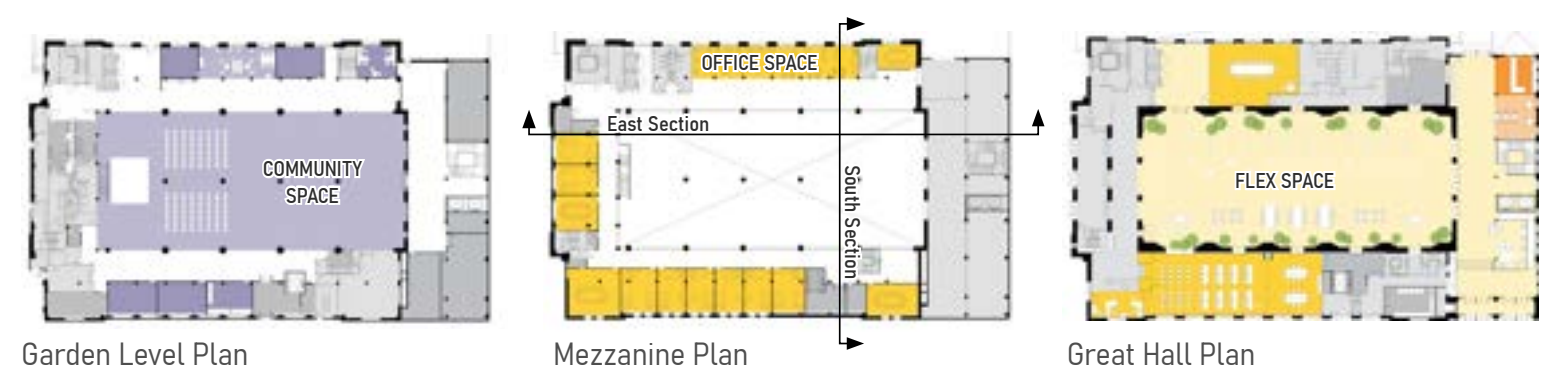 COMMUNITY
SPACE
Garden Level Plan
OFFICE SPACE
East Section
South Section
Mezzanine Plan
L
FLEX SPACE
Great Hall Plan